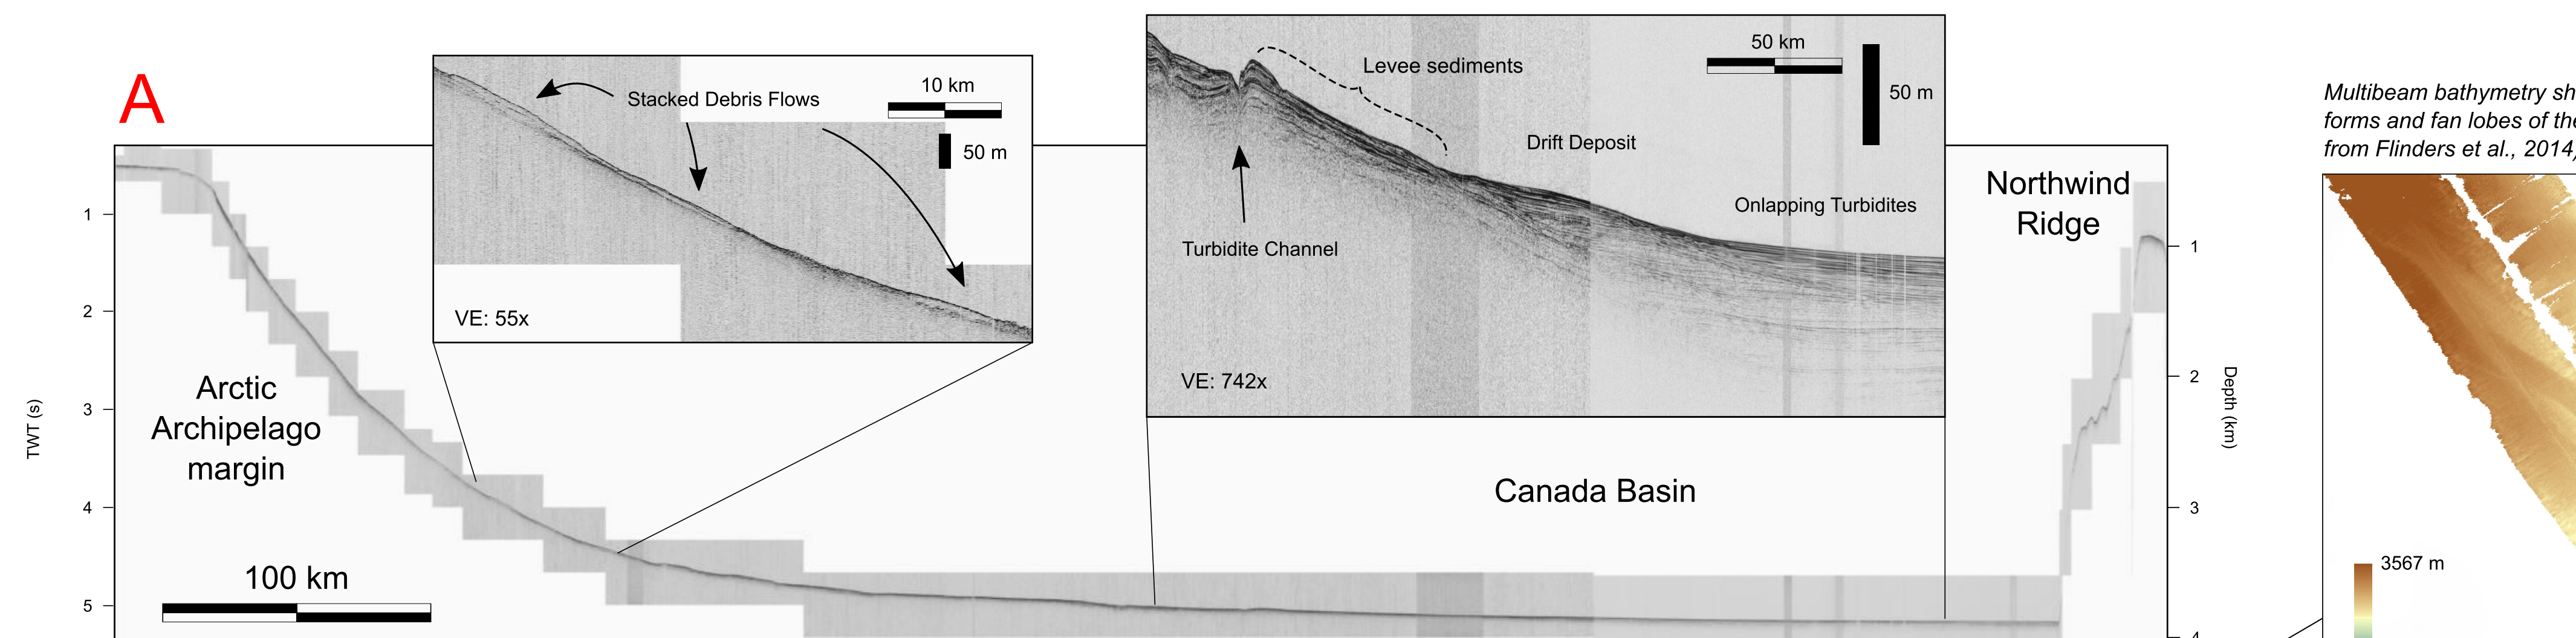 A
Stacked Debris Flows
10 km
50 m
VE: 55x
Levee sediments
50 km
50 m
Drift Deposit
Onlapping Turbidites
Turbidite Channel
VE: 742x
Northwind
Ridge
Multibeam bathymetry sh
forms and fan lobes of the
from Flinders et al., 2014,
1
2
3
4
5
TWT (s)
Arctic
Archipelago
margin
100 km
Canada Basin
1
2
3
Depth (km)
3567 m